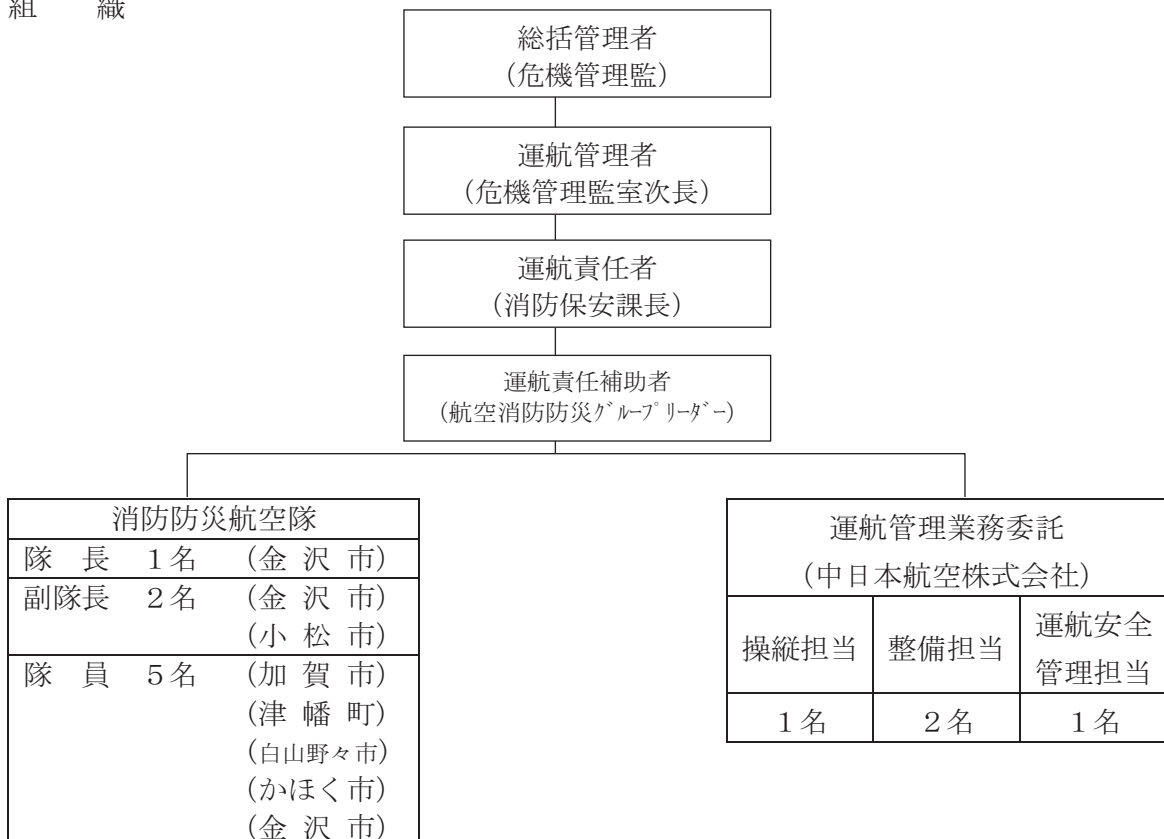 組　　織
総括管理者
(危機管理監)
運航管理者
(危機管理監室次長)
運航責任者
(消防保安課長)
運航責任補助者
(航空消防防災ｸﾞﾙｰﾌﾟﾘｰﾀﾞｰ)
消防防災航空隊
隊　長　１名　(金 沢 市)
副隊長　２名　(金 沢 市)
(小 松 市)
隊　員　５名　(加 賀 市)
(津 幡 町)
(白山野々市)
(かほく市)
(金 沢 市)
運航管理業務委託
(中日本航空株式会社)
操縦担当　整備担当　運航安全
管理担当
１名　２名　１名